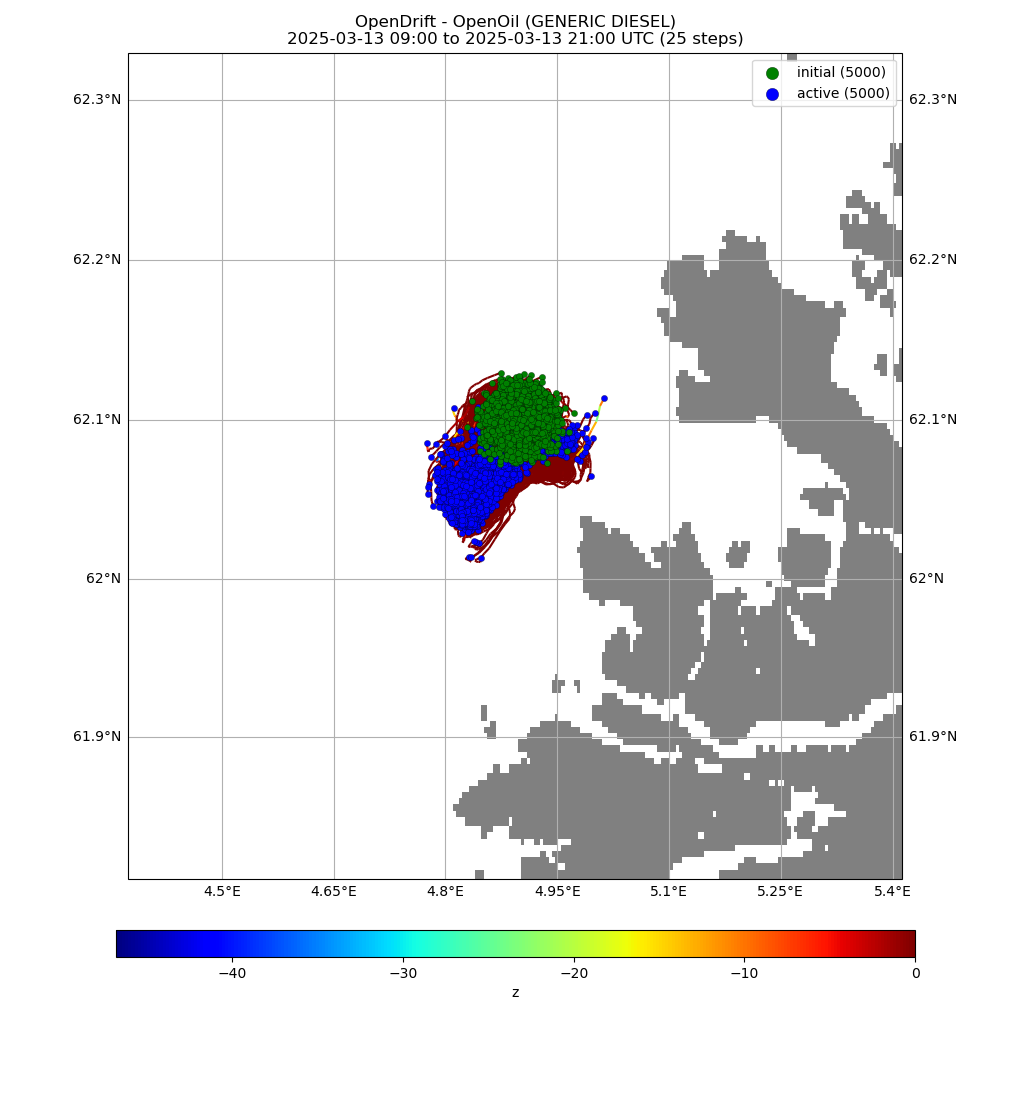 OpenDrift - OpenOil (GENERIC DIESEL)
2025-03-13 09:00 to 2025-03-13 21:00 UTC (25 steps)
initial (5000)
active (5000)
62.3°N 62.3°N
62.2°N 62.2°N
62.1°N 62.1°N
62°N 62°N
61.9°N 61.9°N
4.5°E 4.65°E 4.8°E 4.95°E 5.1°E 5.25°E 5.4°E
−40 −30 −20 −10 0
z